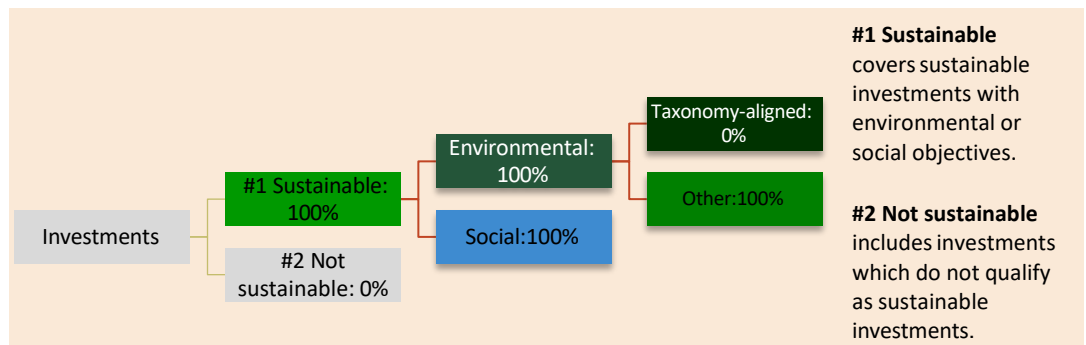 Investments
#1 Sustainable:
100%
#2 Not
sustainable: 0%
Environmental:
100%
Social:100%
Taxonomy-aligned:
0%
Other:100%
#1 Sustainable
covers sustainable
investments with
environmental or
social objectives.
#2 Not sustainable
includes investments
which do not qualify
as sustainable
investments.